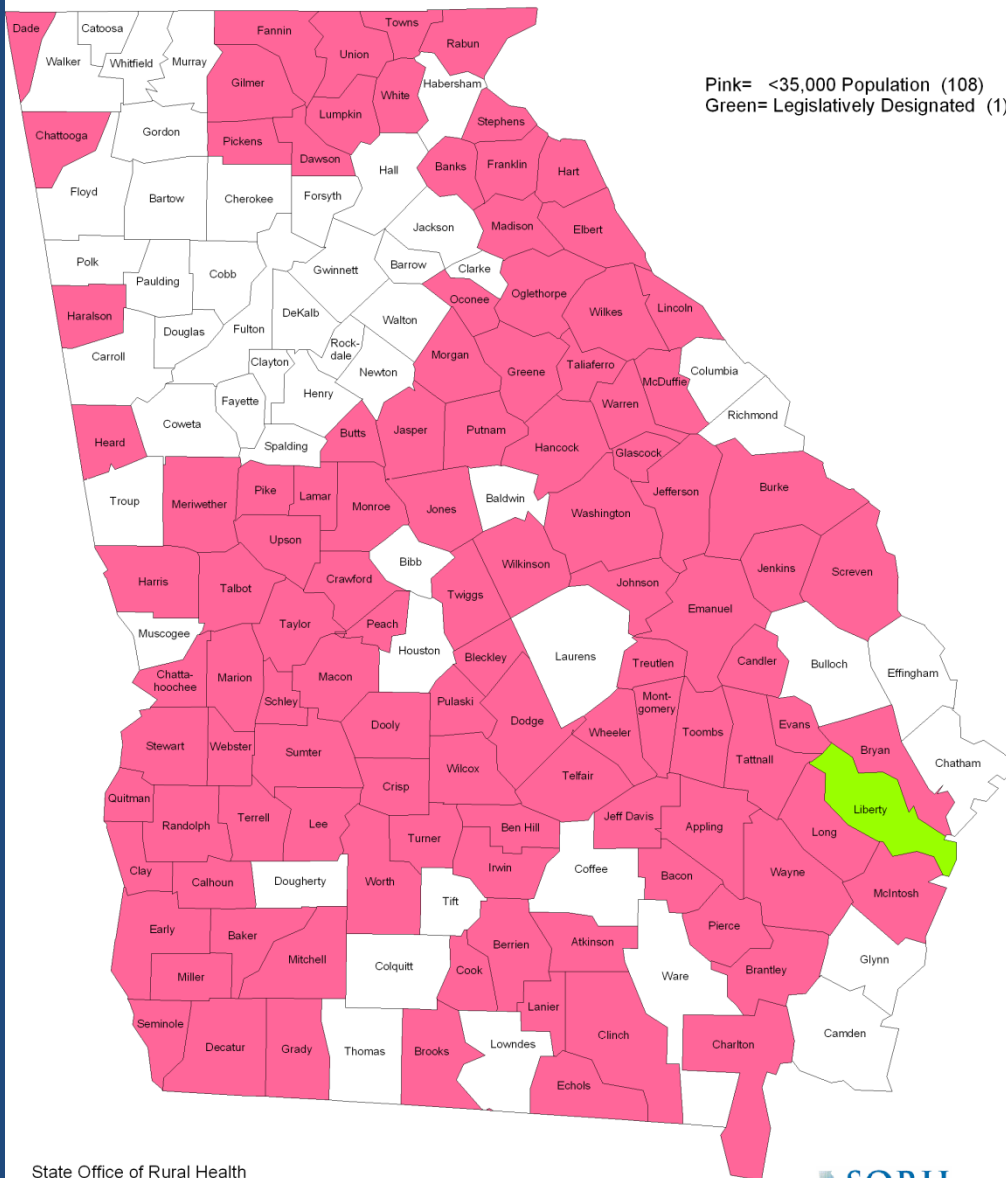 Dade
Catoosa
Walker
Whitfield
Murray
Fannin
Union
Towns
Rabun
Gilmer
White
Habersham
Pink= <35,000 Population (108)
Green= Legislatively Designated (1)
Lumpkin
Chattooga
Gordon
Pickens
Dawson
Stephens
Banks
Franklin
Hart
Hall
Floyd
Bartow
Cherokee
Forsyth
Jackson
Madison
Elbert
Polk
Paulding
Cobb
Gwinnett
Barrow
Clarke
Oconee
Oglethorpe
Wilkes
Lincoln
Haralson
Douglas
Fulton
DeKalb
Walton
Carroll
Clayton
Rock-
dale
Newton
Morgan
Greene
Taliaferro
McDuffie
Columbia
Fayette
Henry
Warren
Richmond
Coweta
Heard
Spalding
Butts
Jasper
Putnam
Hancock
Glascock
Troup
Meriwether
Pike
Lamar
Monroe
Jones
Baldwin
Washington
Jefferson
Burke
Upson
Bibb
Wilkinson
Harris
Talbot
Crawford
Twiggs
Johnson
Jenkins
Screven
Emanuel
Muscogee
Taylor
Peach
Houston
Bleckley
Laurens
Treutlen
Candler
Bulloch
Effingham
Chatta-
hoochee
Marion
Schley
Macon
Pulaski
Dodge
Mont-
gomery
Dooly
Wheeler
Toombs
Evans
Stewart
Webster
Sumter
Wilcox
Telfair
Tattnall
Bryan
Chatham
Crisp
Quitman
Randolph
Terrell
Lee
Turner
Ben Hill
Jeff Davis
Appling
Long
Liberty
Clay
Calhoun
Dougherty
Worth
Irwin
Coffee
Bacon
Wayne
McIntosh
Tift
Early
Baker
Mitchell
Berrien
Atkinson
Pierce
Miller
Colquitt
Cook
Ware
Brantley
Glynn
Seminole
Decatur
Grady
Thomas
Brooks
Lowndes
Lanier
Clinch
Charlton
Camden
Echols
State Office of Rural Health